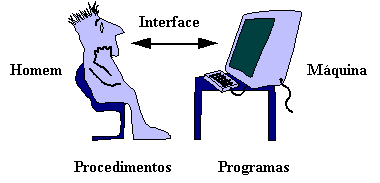 Interface
Homem
Máquina
Procedimentos
Programas